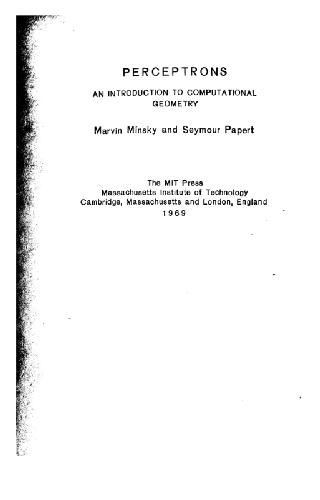 PERCEPTRONS
AN INTRODUCTION TO COMPUTATIONAL
GEOMETRY
Marvin Minsky and Seymour Papert
The MIT Press
Massachusetts Institute of Technology
Cambridge, Massachusetts and London, England
1969